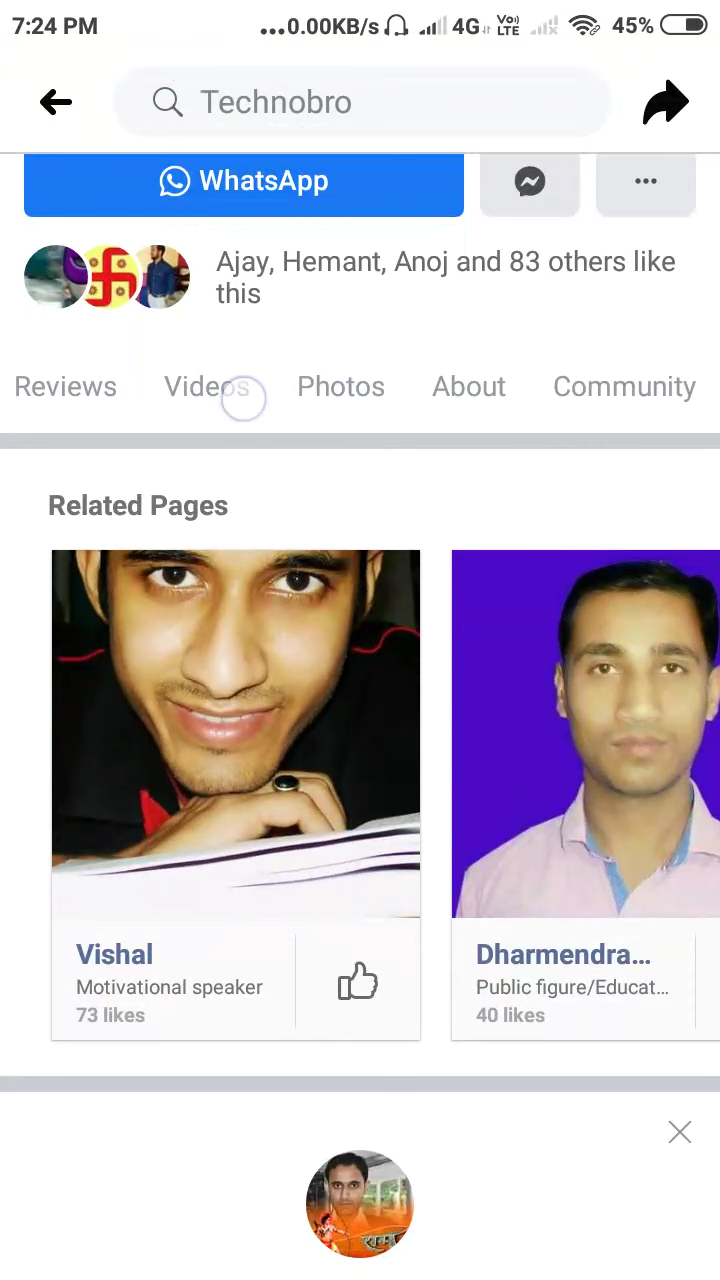 7:24 PM ...0.00KB/s 4G VoLTE 45%
Technobro
WhatsApp
Ajay, Hemant, Anoj and 83 others like
this
Reviews Videos Photos About Community
Related Pages
Vishal
Motivational speaker
73 likes
Dharmendra...
Public figure/Educat...
40 likes